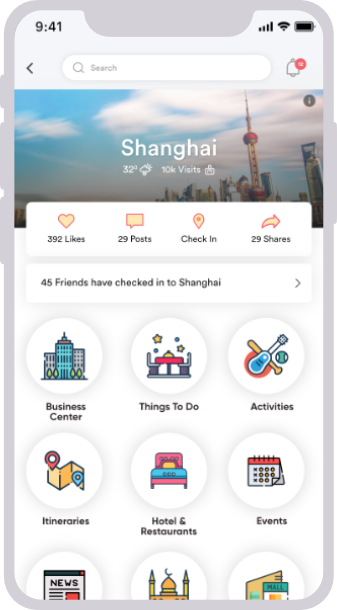 9:41
Search
12
Shanghai
32° 10k Visits
392 Likes 29 Posts Check In 29 Shares
45 Friends have checked in to Shanghai
Business
Center
Things To Do
Activities
Itineraries
Hotel &
Restaurants
Events
NEWS
MALL